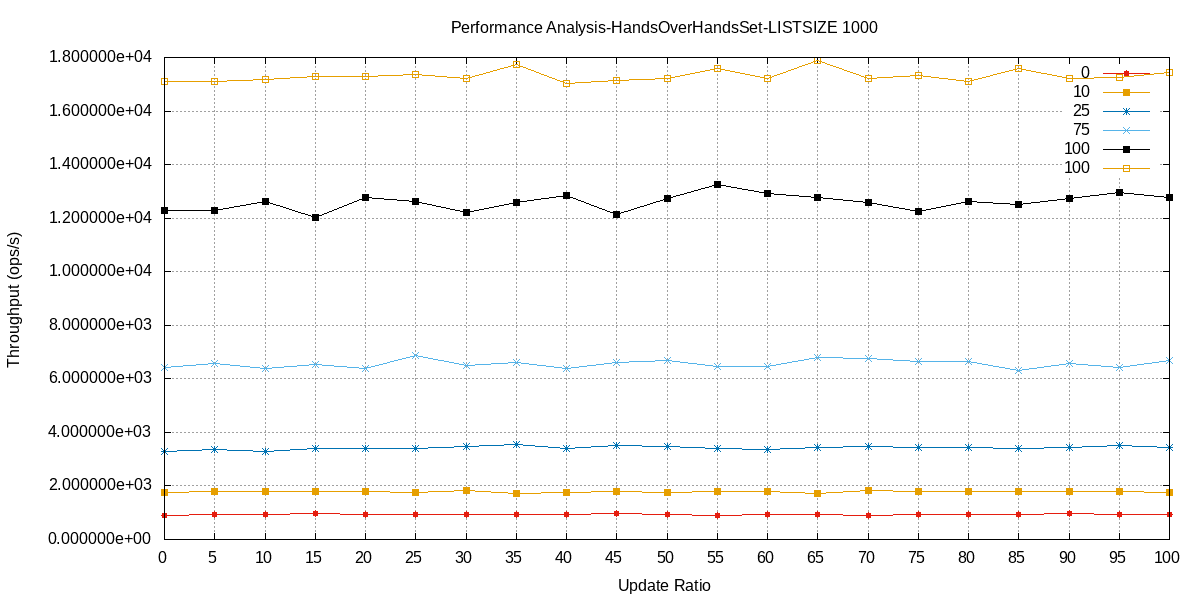 Performance Analysis-HandsOverHandsSet-LISTSIZE 1000
Throughput (ops/s)
1.800000e+04
1.600000e+04
1.400000e+04
1.200000e+04
1.000000e+04
8.000000e+03
6.000000e+03
4.000000e+03
2.000000e+03
0.000000e+00
0
10
25
75
100
100
0 5 10 15 20 25 30 35 40 45 50 55 60 65 70 75 80 85 90 95 100
Update Ratio